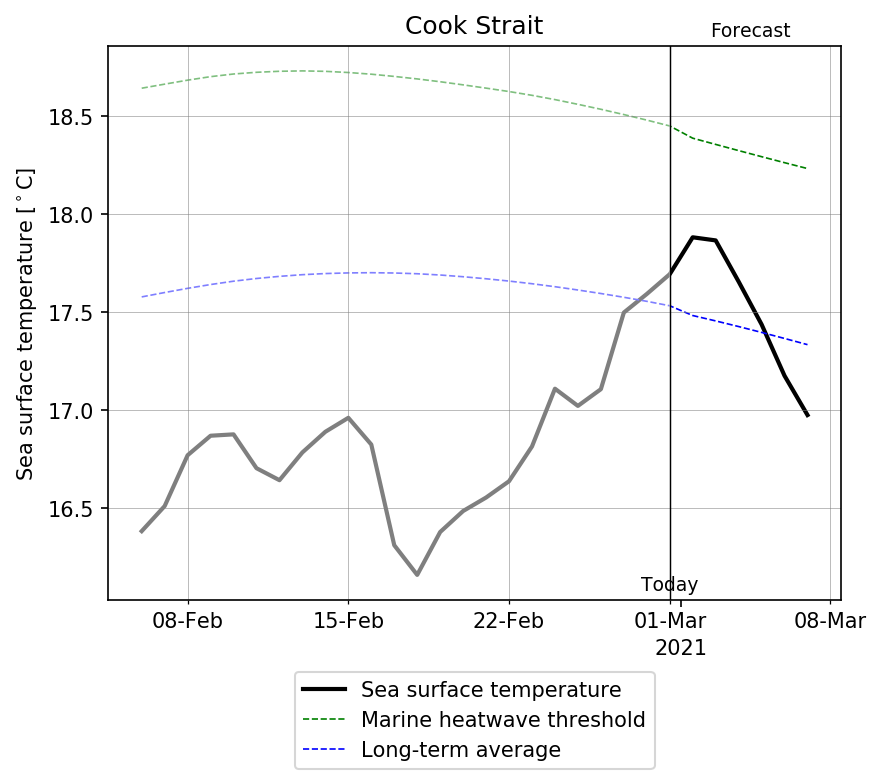 Cook Strait
Forecast
Sea surface temperature [°C]
18.5
18.0
17.5
17.0
16.5
Today
08-Feb
15-Feb
22-Feb
01-Mar
08-Mar
2021
Sea surface temperature
Marine heatwave threshold
Long-term average